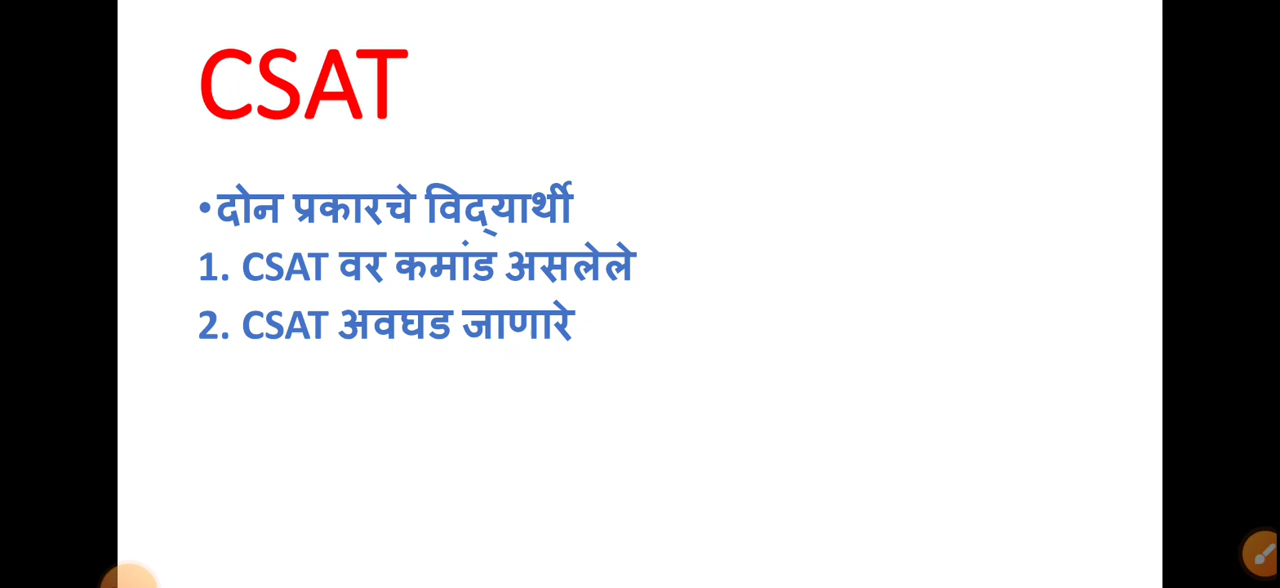 CSAT
•दोन प्रकारचे विद्यार्थी
1. CSAT वर कमांड असलेले
2. CSAT अवघड जाणारे